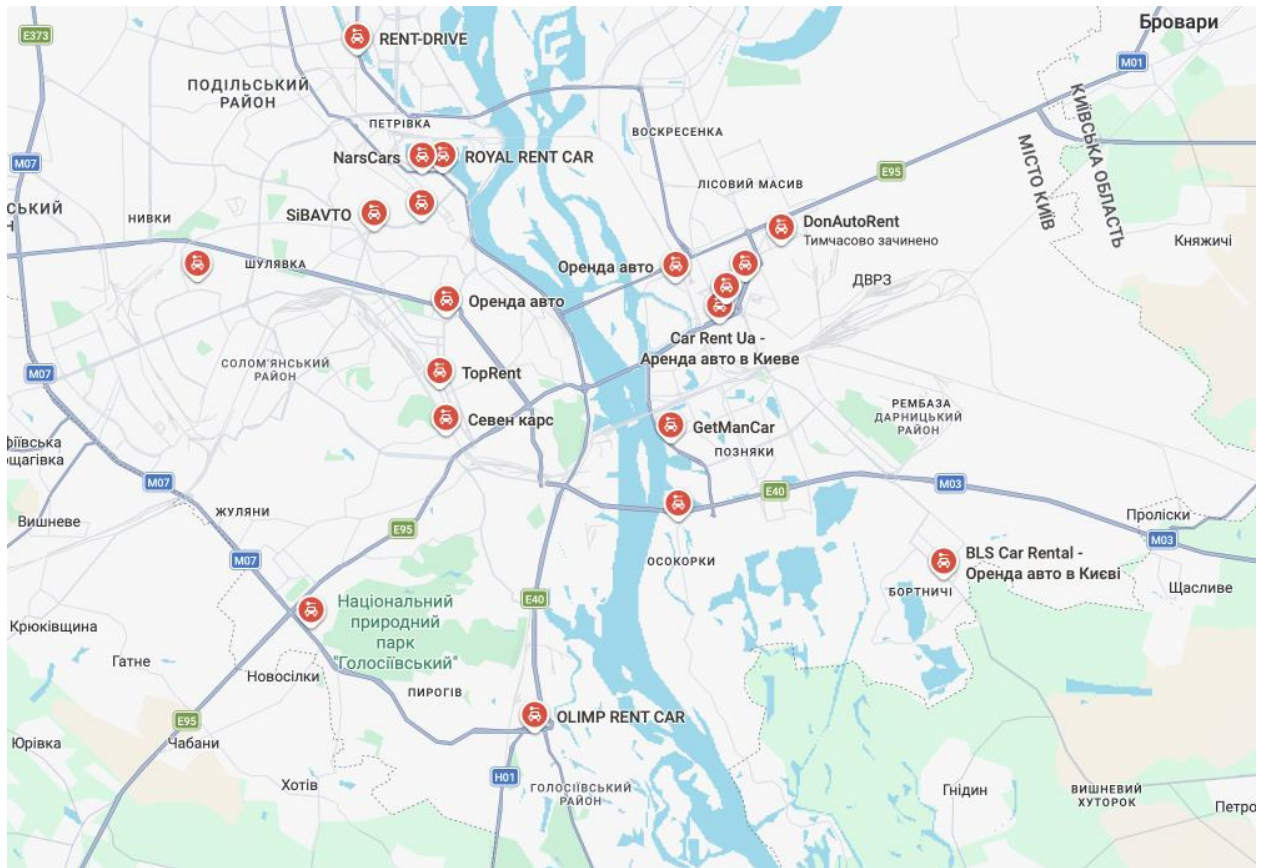 E373
RENT-DRIVE
Бровари
M01
ПОДІЛЬСЬКИЙ
РАЙОН
КИЇВСЬКА ОБЛАСТЬ
МІСТО КИЇВ
ПЕТРІВКА
ВОСКРЕСЕНКА
M07
NarsCars
ROYAL RENT CAR
E95
ЛІСОВИЙ МАСИВ
СЬКИЙ
Н
НИВКИ
SiBAVTO
DonAutoRent
Тимчасово зачинено
Княжичі
ШУЛЯВКА
Оренда авто
ДВРЗ
Оренда авто
Car Rent Ua -
Аренда авто в Киеве
СОЛОМ'ЯНСЬКИЙ
РАЙОН
M07
TopRent
РЕМБАЗА
ДАРНИЦЬКИЙ
РАЙОН
Севен карс
GetManCar
фіївська
ощагівка
ПОЗНЯКИ
M07
E40
M03
Вишневе
ЖУЛЯНИ
E95
Проліски
M03
M07
ОСОКОРКИ
BLS Car Rental -
Оренда авто в Києві
БОРТНИЧІ
Щасливе
E40
Національний
природний
парк
"Голосіївський"
Крюківщина
Гатне
Новосілки
ПИРОГІВ
OLIMP RENT CAR
E95
Чабани
Юрівка
H01
Хотів
ГОЛОСІЇВСЬКИЙ
РАЙОН
Гнідин
ВИШНЕВИЙ
ХУТОРОК
Петро